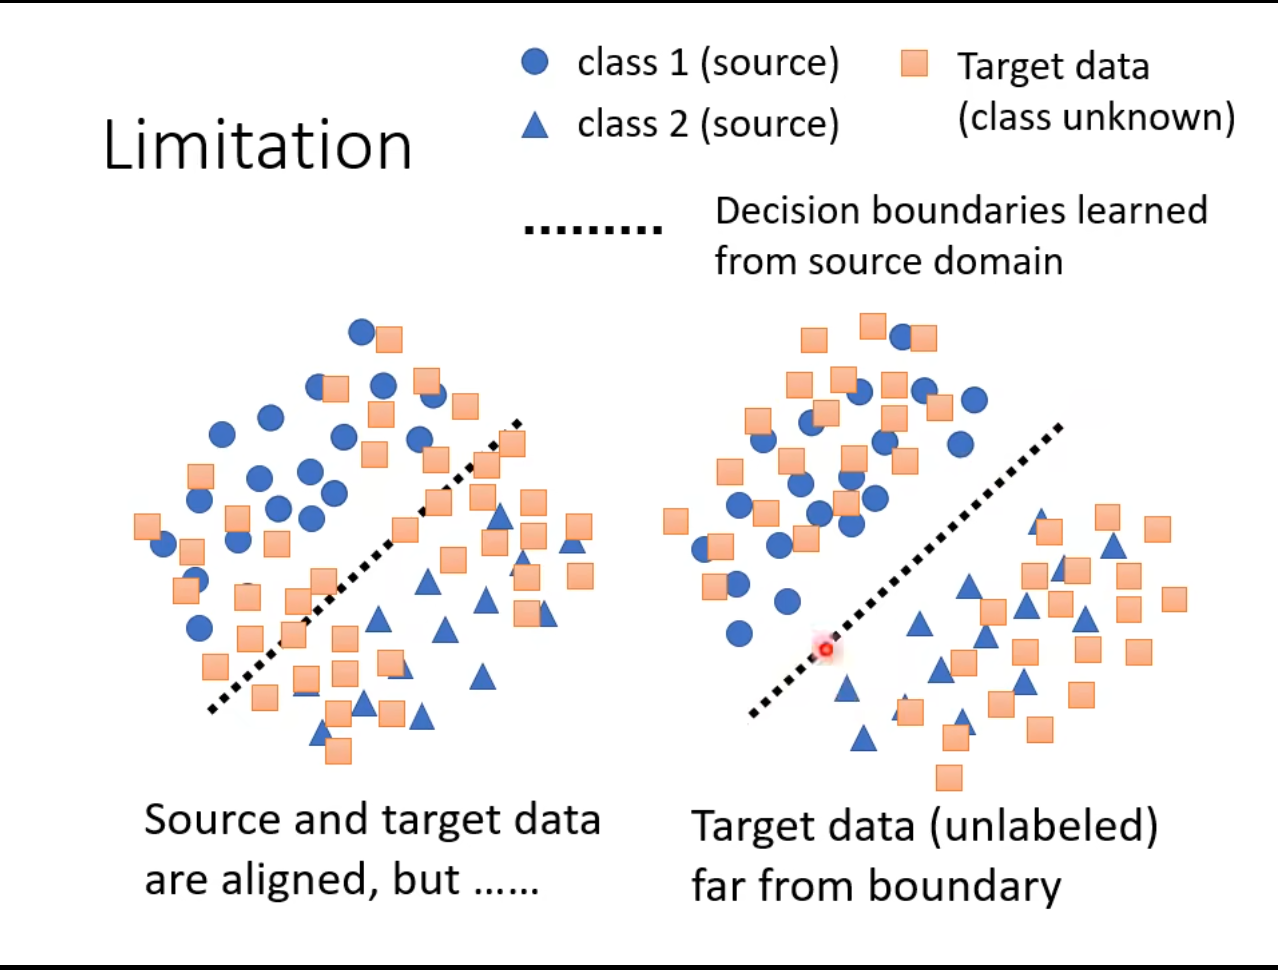 Limitation
class 1 (source)
class 2 (source)
Target data
(class unknown)
Decision boundaries learned
from source domain
Source and target data
are aligned, but ……
Target data (unlabeled)
far from boundary